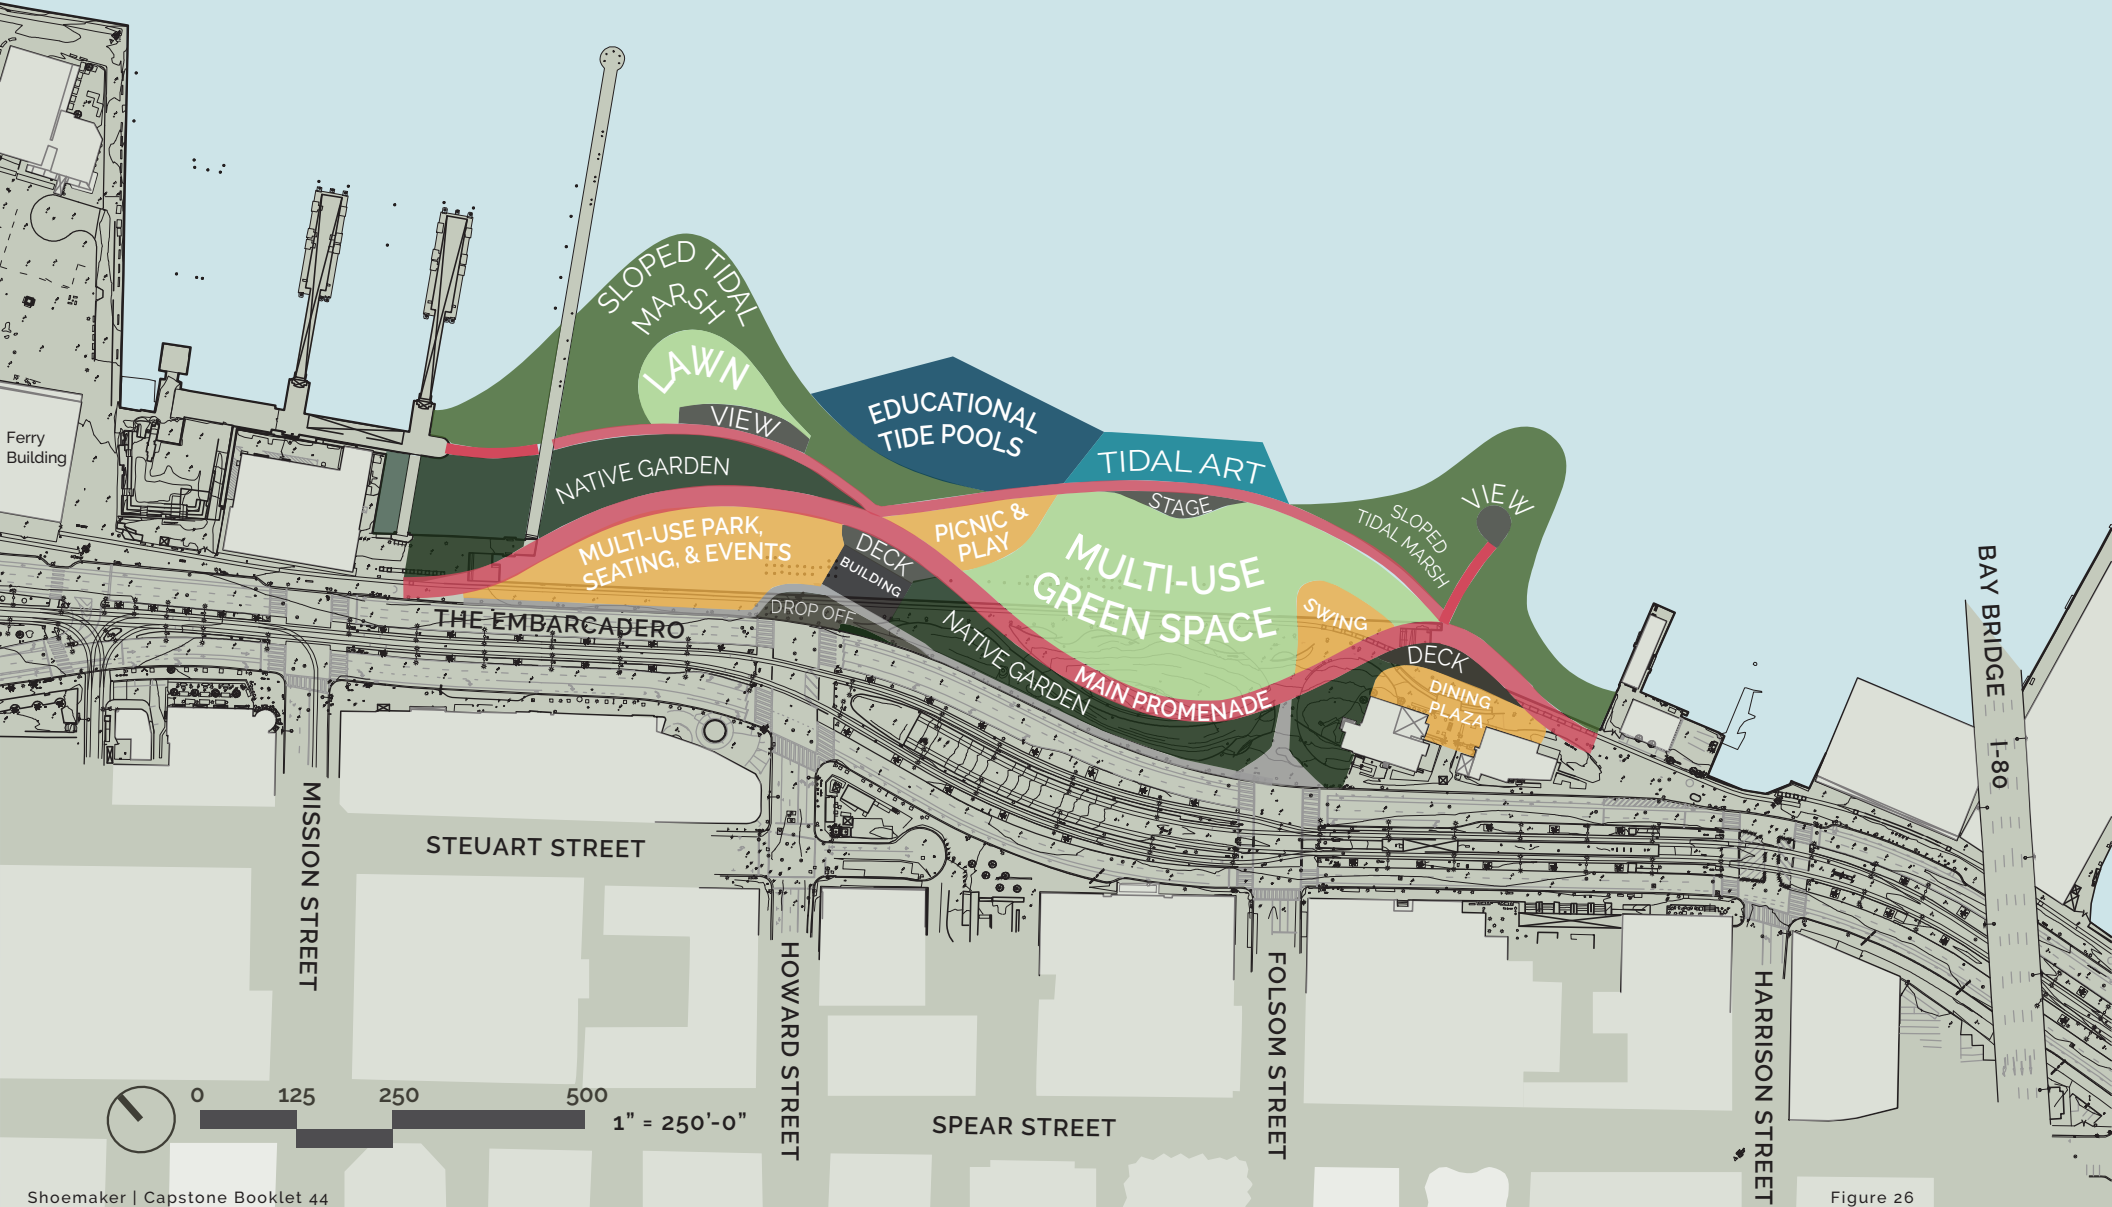 SLOPED TIDAL
MARSH
LAWN
VIEW
EDUCATIONAL
TIDE POOLS
TIDAL ART
STAGE
NATIVE GARDEN
MULTI-USE PARK,
SEATING, & EVENTS
DECK
BUILDING
DROP OFF
PICNIC &
PLAY
MULTI-USE
GREEN SPACE
SWING
VIEW
SLOPED
TIDAL MARSH
NATIVE GARDEN
MAIN PROMENADE
DECK
DINING
PLAZA
Ferry
Building
THE EMBARCADERO
BAY BRIDGE I-80
MISSION STREET
STEUART STREET
HOWARD STREET
FOLSOM STREET
HARRISON STREET
SPEAR STREET
0 125 250 500
1" = 250'-0"
Shoemaker | Capstone Booklet 44
Figure 26